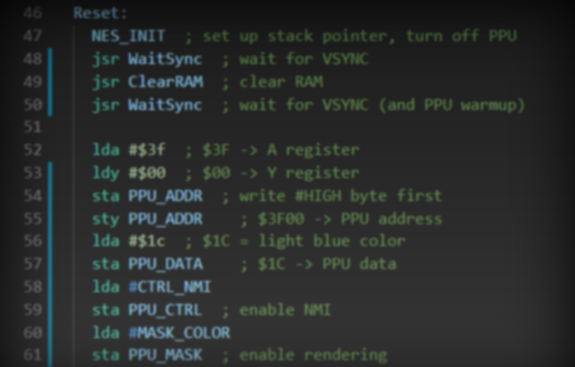 46 Reset:
47 NES_INIT ; set up stack pointer, turn off PPU
48 jsr WaitSync ; wait for VSYNC
49 jsr ClearRAM ; clear RAM
50 jsr WaitSync ; wait for VSYNC (and PPU warmup)
51
52 lda #$3f ; $3F -> A register
53 ldy #$00 ; $00 -> Y register
54 sta PPU_ADDR ; write #HIGH byte first
55 sty PPU_ADDR ; $3F00 -> PPU address
56 lda #$1c ; $1C = light blue color
57 sta PPU_DATA ; $1C -> PPU data
58 lda #CTRL_NMI
59 sta PPU_CTRL ; enable NMI
60 lda #MASK_COLOR
61 sta PPU_MASK ; enable rendering